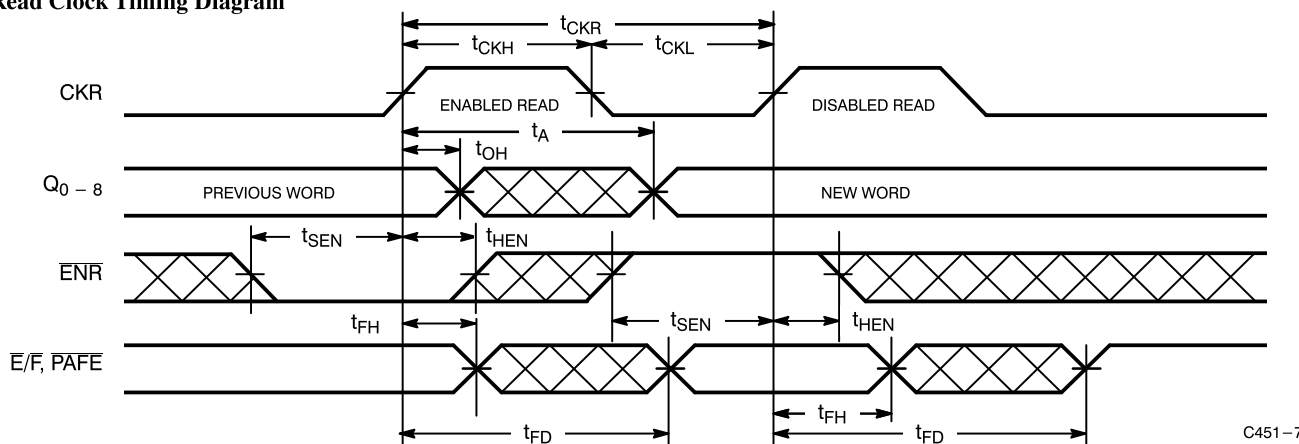 Read Clock Timing Diagram
tCKR
tCKH tCKL
CKR
ENABLED READ DISABLED READ
tA
tOH
Q0 – 8
PREVIOUS WORD NEW WORD
tSEN tHEN
ENR
tFH tSEN tHEN
E/F, PAFE
tFH
tFD tFD
C451–7